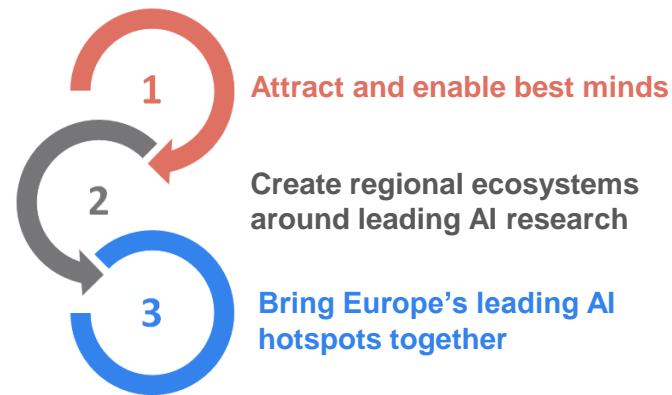 1
Attract and enable best minds
2
Create regional ecosystems
around leading AI research
3
Bring Europe’s leading AI
hotspots together